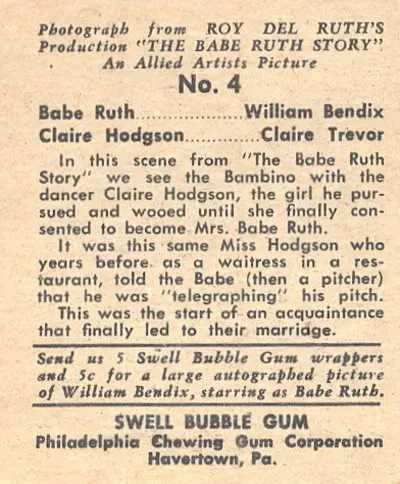 Photograph from ROY DEL RUTH'S
Production "THE BABE RUTH STORY"
An Allied Artists Picture
No. 4
Babe Ruth......................William Bendix
Claire Hodgson............Claire Trevor
In this scene from "The Babe Ruth
Story" we see the Bambino with the
dancer Claire Hodgson, the girl he pur-
sued and wooed until she finally con-
sented to become Mrs. Babe Ruth.
It was this same Miss Hodgson who
years before as a waitress in a res-
taurant, told the Babe (then a pitcher)
that he was "telegraphing" his pitch.
This was the start of an acquaintance
that finally led to their marriage.
Send us 5 Swell Bubble Gum wrappers
and 5c for a large autographed picture
of William Bendix, starring as Babe Ruth.
SWELL BUBBLE GUM
Philadelphia Chewing Gum Corporation
Havertown, Pa.